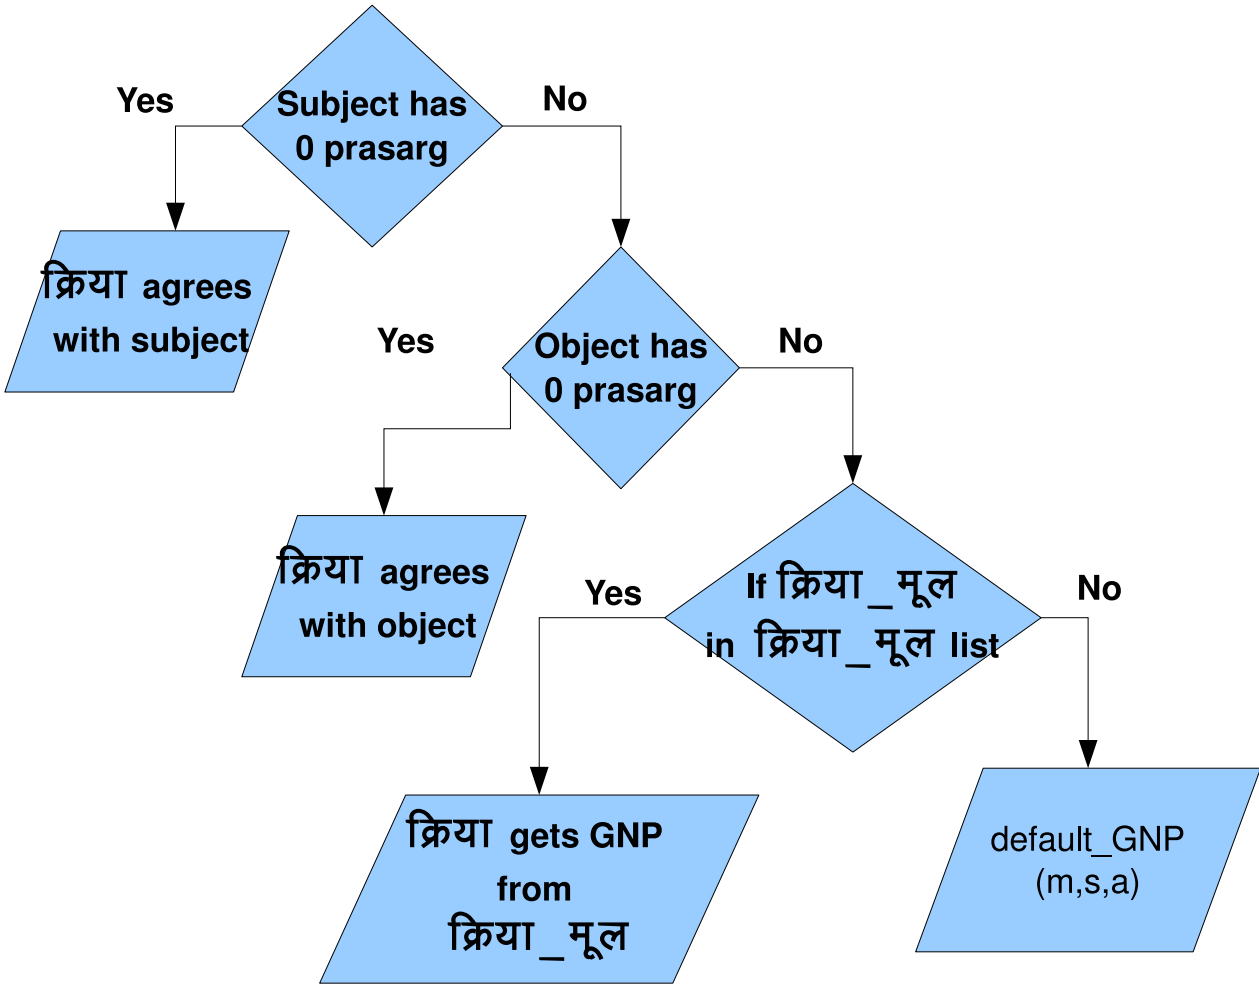 Yes
Subject has
0 prasarg
No
क्रिया agrees
with subject
Yes
Object has
0 prasarg
No
क्रिया agrees
with object
Yes
If क्रिया_मूल
in क्रिया_मूल list
No
क्रिया gets GNP
from
क्रिया_मूल
default_GNP
(m,s,a)